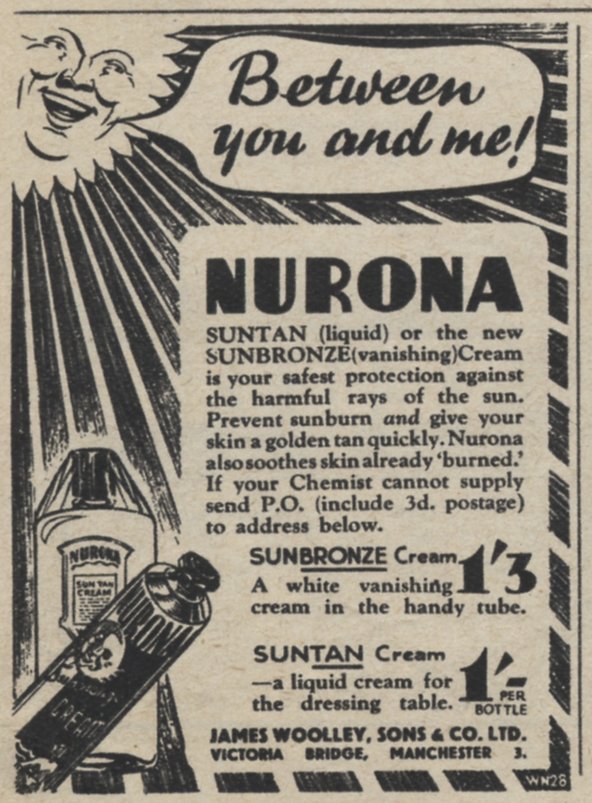 Between
you and me!
NURONA
SUNTAN (liquid) or the new
SUNBRONZE(vanishing)Cream
is your safest protection against
the harmful rays of the sun.
Prevent sunburn and give your
skin a golden tan quickly. Nurona
also soothes skin already 'burned.'
If your Chemist cannot supply
send P.O. (include 3d. postage)
to address below.
SUNBRONZE Cream 1'3
A white vanishing
cream in the handy tube.
SUNTAN Cream
—a liquid cream for
the dressing table. 1'- PER
BOTTLE
JAMES WOOLLEY, SONS & CO. LTD.
VICTORIA BRIDGE, MANCHESTER 3.
WN28
NURONA
SUN TAN
CREAM
CREAM